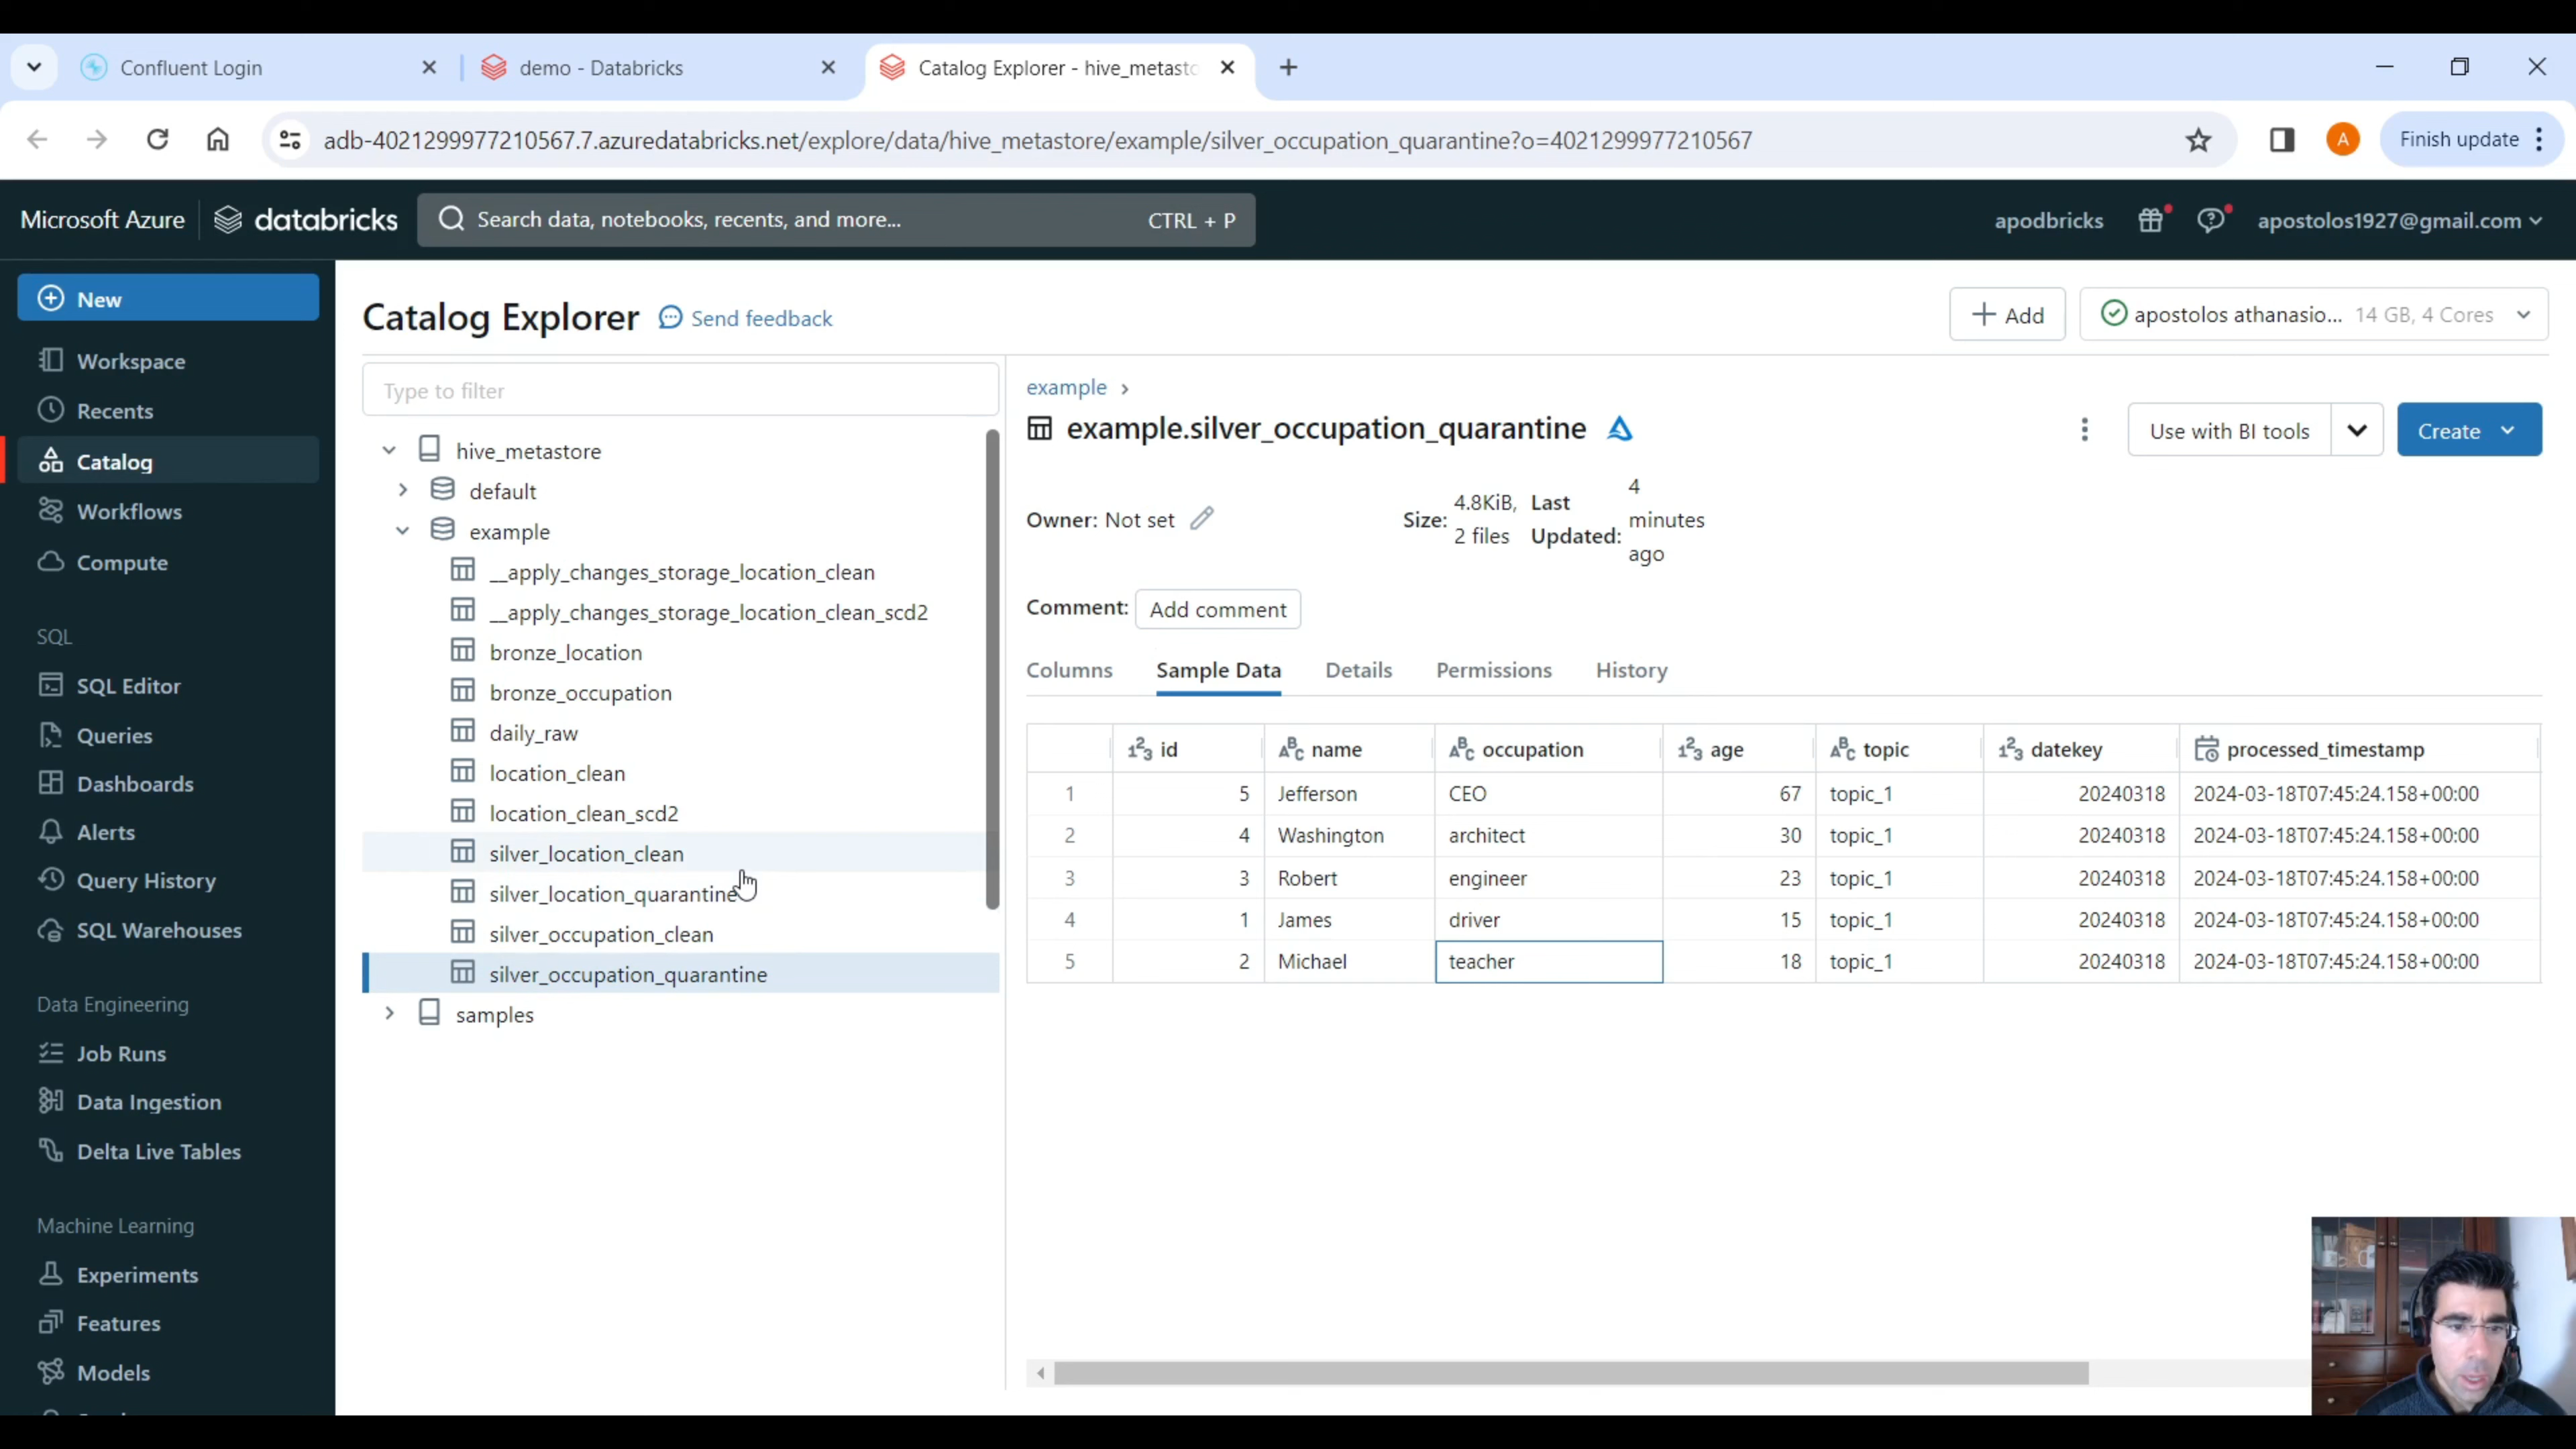 Confluent Login
demo - Databricks
Catalog Explorer - hive_metasto
adb-4021299977210567.7.azuredatabricks.net/explore/data/hive_metastore/example/silver_occupation_quarantine?o=4021299977210567
A
Finish update
Microsoft Azure
databricks
Search data, notebooks, recents, and more...
CTRL + P
apodbricks
apostolos1927@gmail.com
New
Workspace
Recents
Catalog
Workflows
Compute
SQL
SQL Editor
Queries
Dashboards
Alerts
Query History
SQL Warehouses
Data Engineering
Job Runs
Data Ingestion
Delta Live Tables
Machine Learning
Experiments
Features
Models
Catalog Explorer
Send feedback
Add
apostolos athanasio... 14 GB, 4 Cores
Type to filter
hive_metastore
default
example
__apply_changes_storage_location_clean
__apply_changes_storage_location_clean_scd2
bronze_location
bronze_occupation
daily_raw
location_clean
location_clean_scd2
silver_location_clean
silver_location_quarantine
silver_occupation_clean
silver_occupation_quarantine
samples
example ›
example.silver_occupation_quarantine
Use with BI tools
Create
Owner: Not set
Size: 4.8KiB, 2 files
Last Updated: 4 minutes ago
Comment: Add comment
Columns Sample Data Details Permissions History
id name occupation age topic datekey processed_timestamp
1 5 Jefferson CEO 67 topic_1 20240318 2024-03-18T07:45:24.158+00:00
2 4 Washington architect 30 topic_1 20240318 2024-03-18T07:45:24.158+00:00
3 3 Robert engineer 23 topic_1 20240318 2024-03-18T07:45:24.158+00:00
4 1 James driver 15 topic_1 20240318 2024-03-18T07:45:24.158+00:00
5 2 Michael teacher 18 topic_1 20240318 2024-03-18T07:45:24.158+00:00